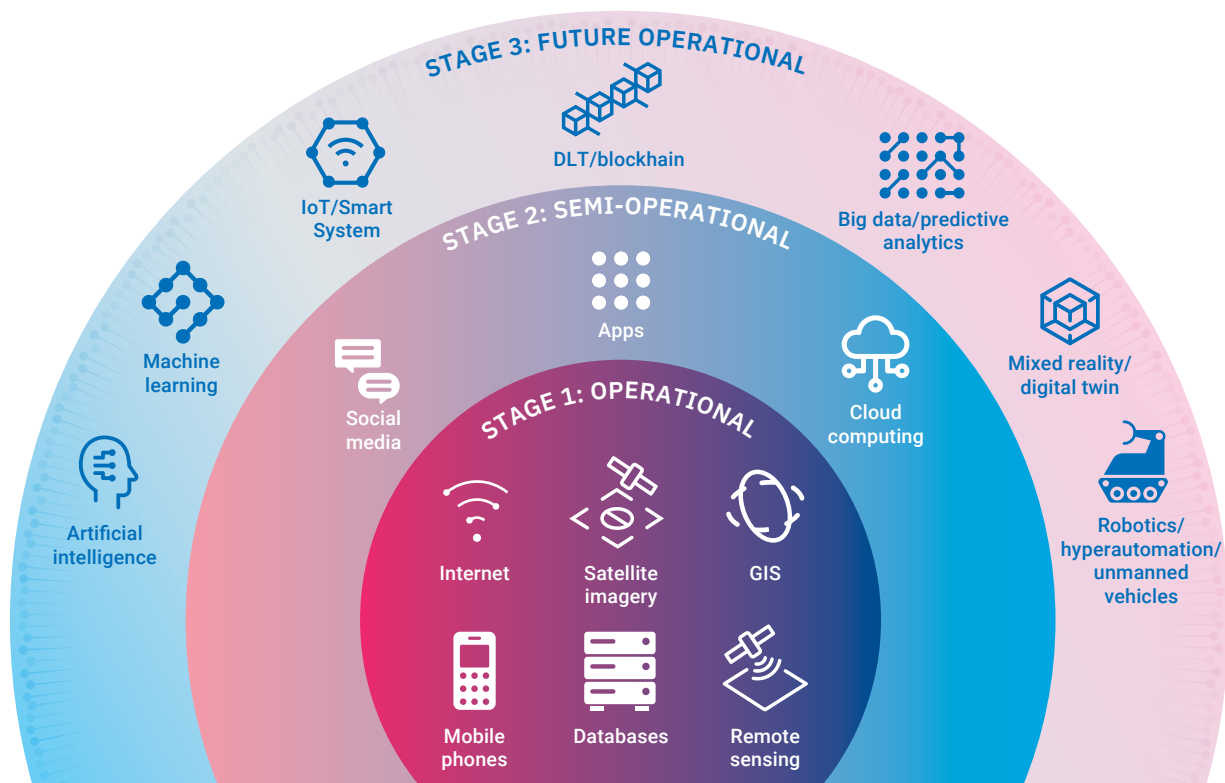 STAGE 3: FUTURE OPERATIONAL
DLT/blockhain
IoT/Smart
System
Big data/predictive
analytics
Machine
learning
Mixed reality/
digital twin
Artificial
intelligence
Robotics/
hyperautomation/
unmanned
vehicles
STAGE 2: SEMI-OPERATIONAL
Apps
Social
media
Cloud
computing
STAGE 1: OPERATIONAL
Internet
Satellite
imagery
GIS
Mobile
phones
Databases
Remote
sensing